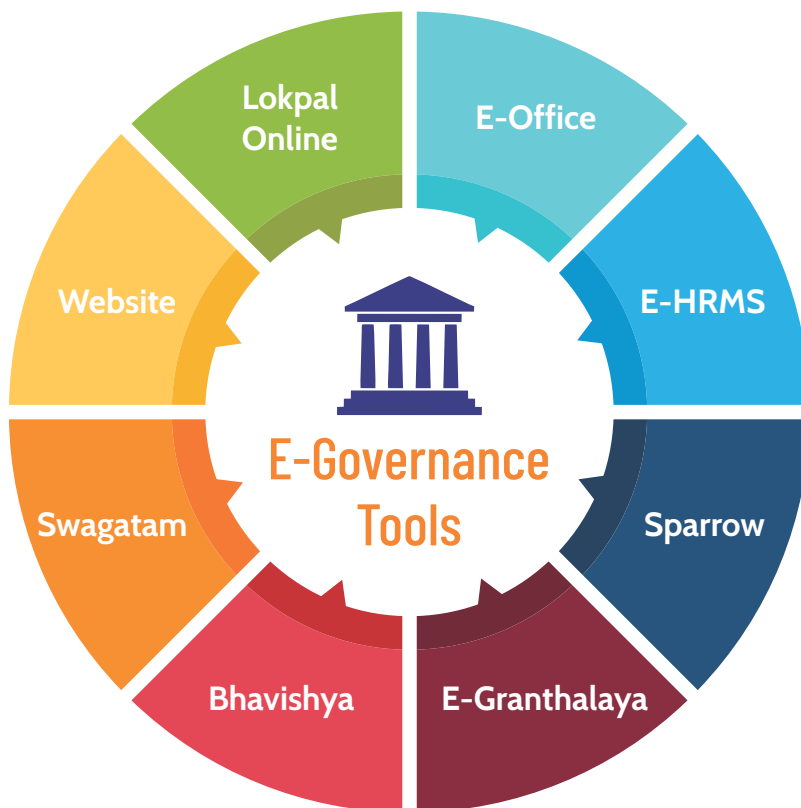 Lokpal
Online
E-Office
E-HRMS
Sparrow
E-Granthalaya
Bhavishya
Swagatam
Website
E-Governance
Tools